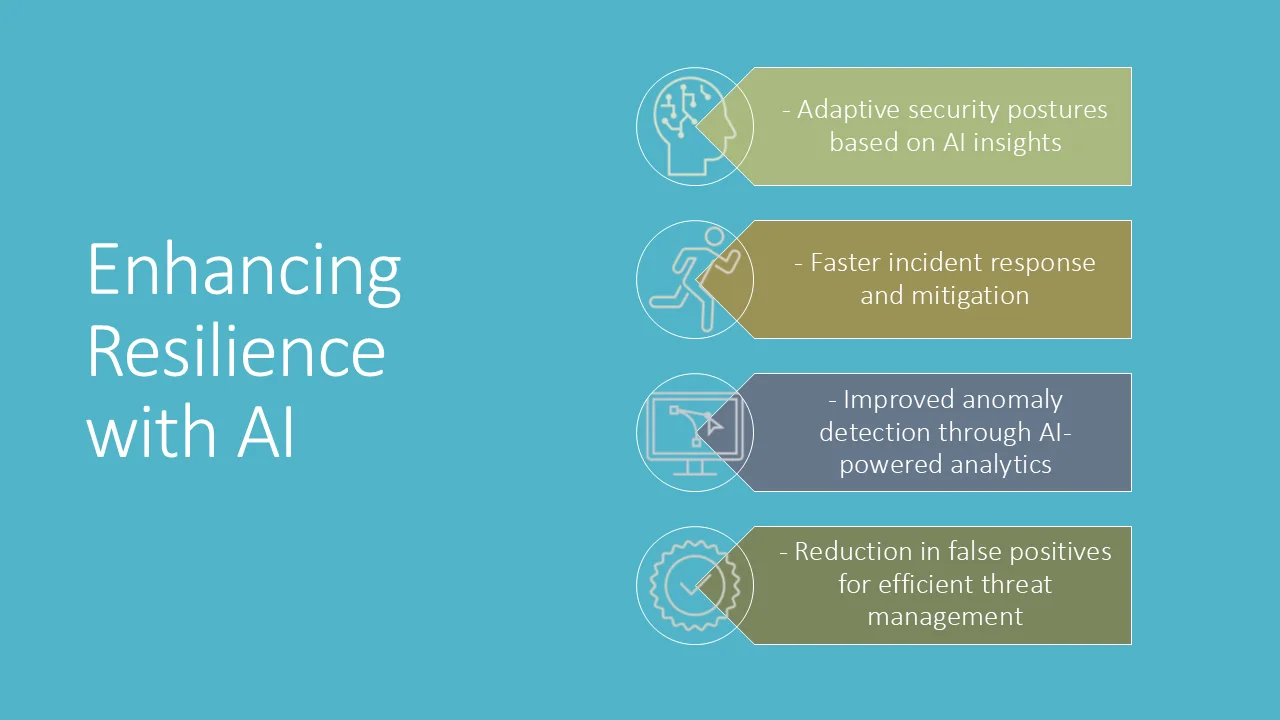 Enhancing
Resilience
with AI
- Adaptive security postures
based on AI insights
- Faster incident response
and mitigation
- Improved anomaly
detection through AI-
powered analytics
- Reduction in false positives
for efficient threat
management